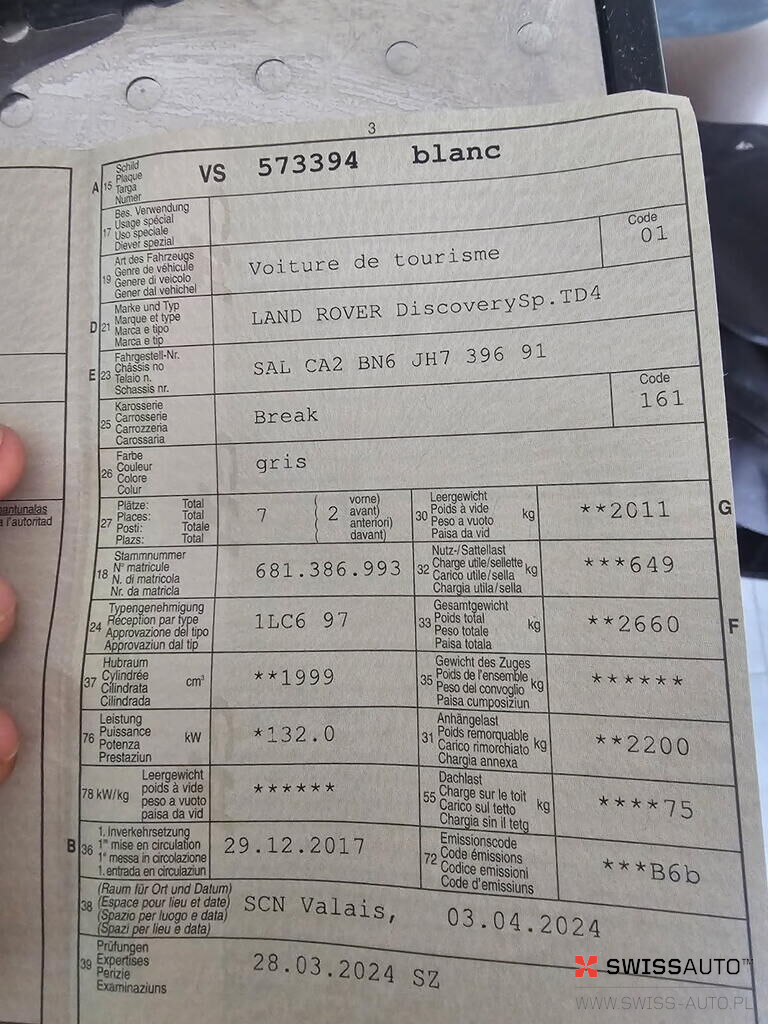 3
A 15 Schild
Plaque
Targa
Numer
VS 573394 blanc
17 Bes. Verwendung
Usage spécial
Uso speciale
Diever spezial
19 Art des Fahrzeugs
Genre de véhicule
Genere di veicolo
Gener dal vehichel
Voiture de tourisme
Code
01
D 21 Marke und Typ
Marque et type
Marca e tipo
Marca e tip
LAND ROVER DiscoverySp.TD4
E 23 Fahrgestell-Nr.
Châssis no
Telaio n.
Schassis nr.
SAL CA2 BN6 JH7 396 91
25 Karosserie
Carrosserie
Carrozzeria
Carossaria
Break
Code
161
26 Farbe
Couleur
Colore
Colur
gris
27 Plätze: Total
Places: Total
Posti: Totale
Plazs: Total
7
( 2 vorne)
avant)
anteriori)
davant)
30 Leergewicht
Poids à vide
Peso a vuoto
Paisa da vid
kg
**2011
G
18 Stammnummer
N° matricule
N. di matricola
Nr. da matricla
681.386.993
32 Nutz-/Sattellast
Charge utile/sellette kg
Carico utile/sella
Chargia utila/sella
***649
24 Typengenehmigung
Réception par type
Approvazione del tipo
Approvaziun dal tip
1LC6 97
33 Gesamtgewicht
Poids total
Peso totale
Paisa totala
kg
**2660
F
37 Hubraum
Cylindrée
Cilindrata
Cilindrada
cm³
**1999
35 Gewicht des Zuges
Poids de l'ensemble
Peso del convoglio kg
Paisa cumposiziun
******
76 Leistung
Puissance
Potenza
Prestaziun
kW
*132.0
31 Anhängelast
Poids remorquable
Carico rimorchiato kg
Chargia annexa
**2200
78 kW/kg Leergewicht
poids à vide
peso a vuoto
paisa da vid
******
55 Dachlast
Charge sur le toit
Carico sul tetto
Chargia sin il tetg
kg
****75
B 36 1. Inverkehrsetzung
1re mise en circulation
1a messa in circolazione
1. entrada en circulaziun
29.12.2017
72 Emissionscode
Code émissions
Codice emissioni
Code d'emissiuns
***B6b
38 (Raum für Ort und Datum)
(Espace pour lieu et date)
(Spazio per luogo e data)
(Spazi per lieu e data)
SCN Valais, 03.04.2024
39 Prüfungen
Expertises
Perizie
Examinaziuns
28.03.2024 SZ
l'autoritad
SWISSAUTO™
WWW.SWISS-AUTO.PL